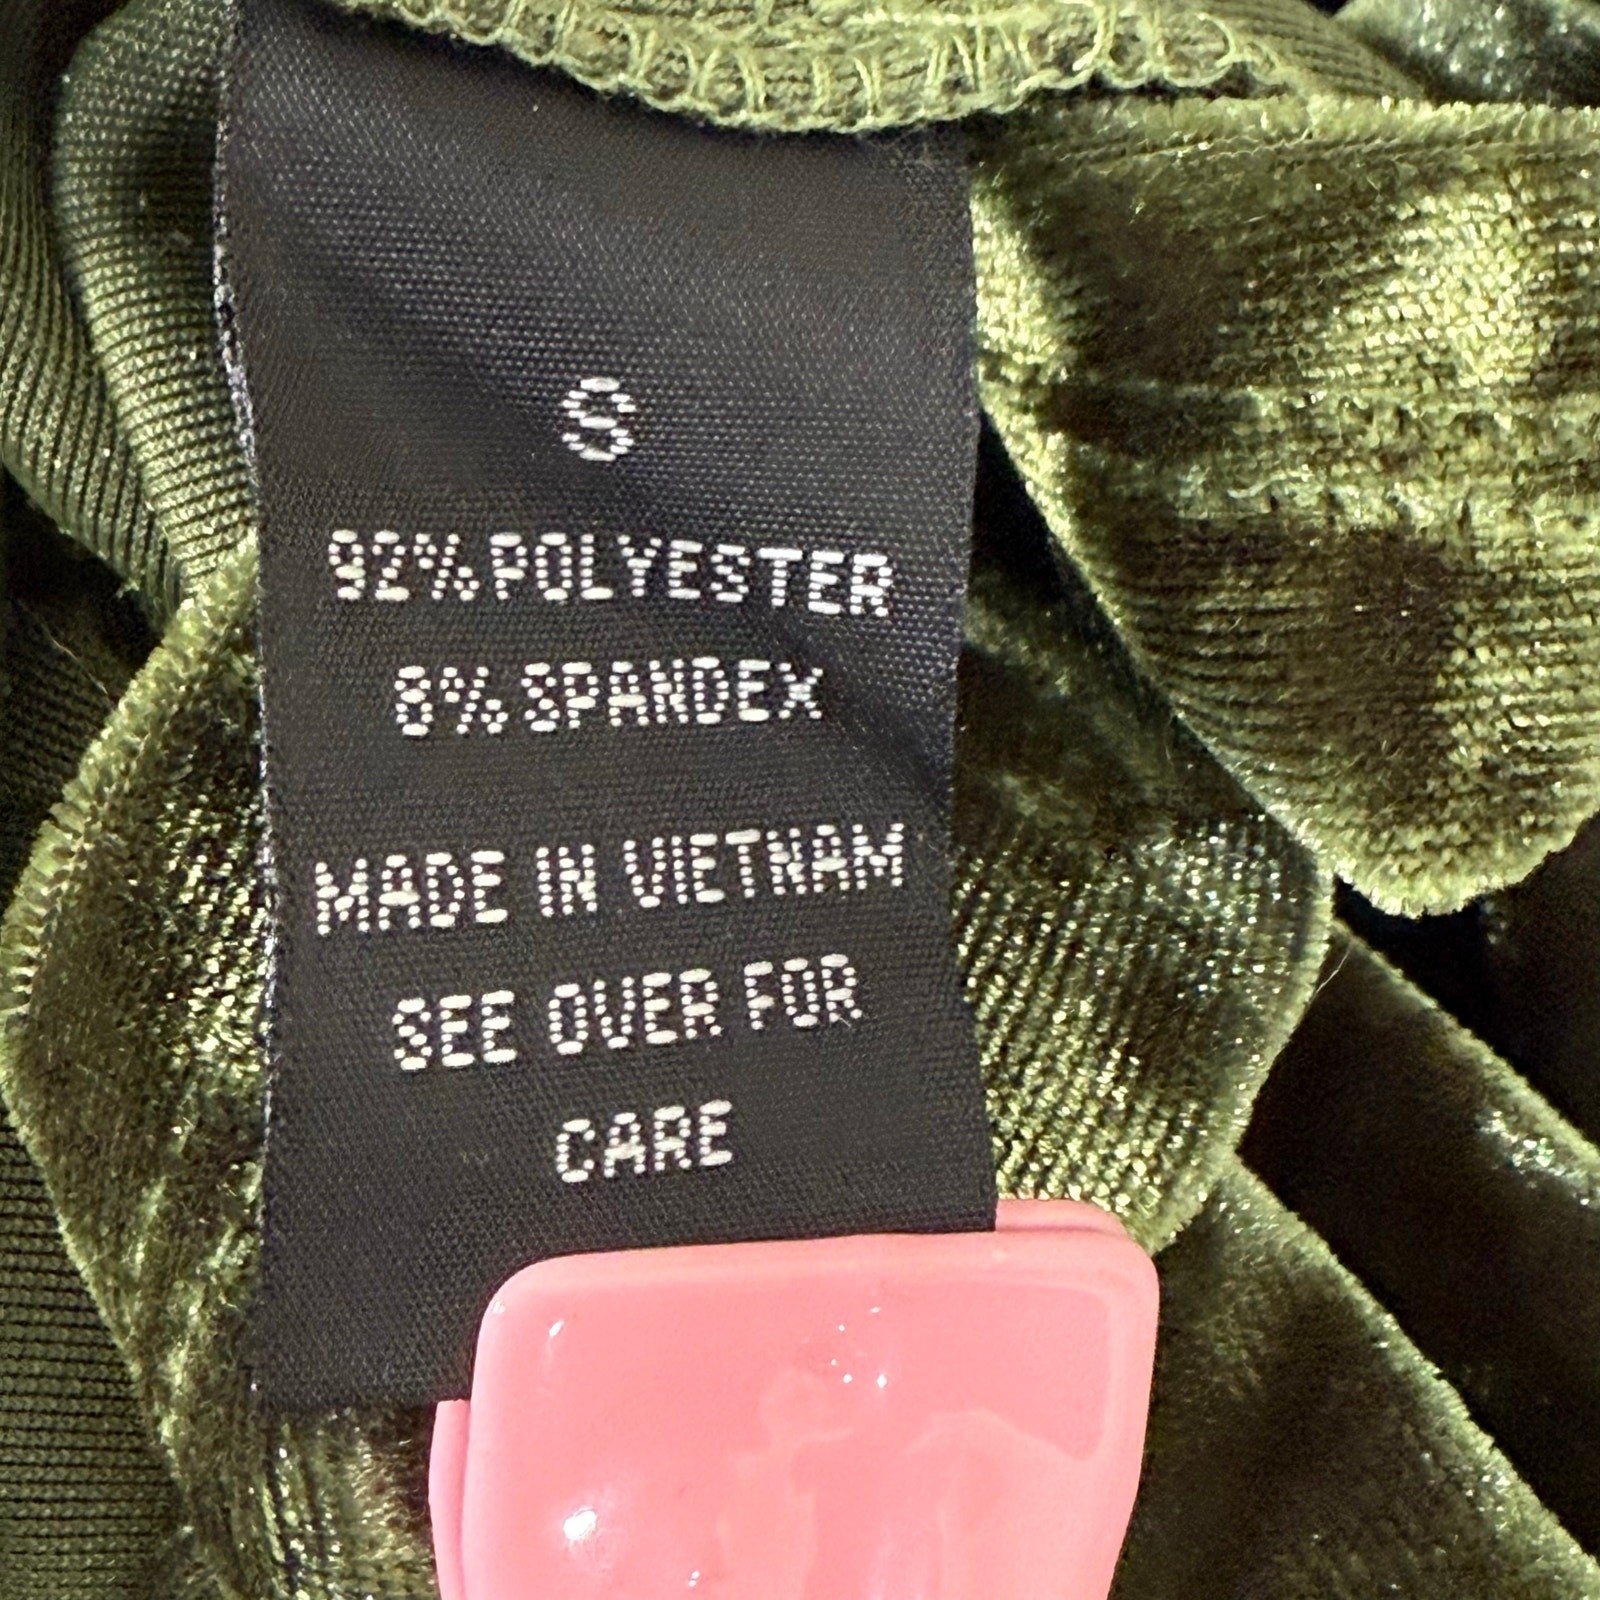 S
92% POLYESTER
8% SPANDEX
MADE IN VIETNAM
SEE OVER FOR
CARE